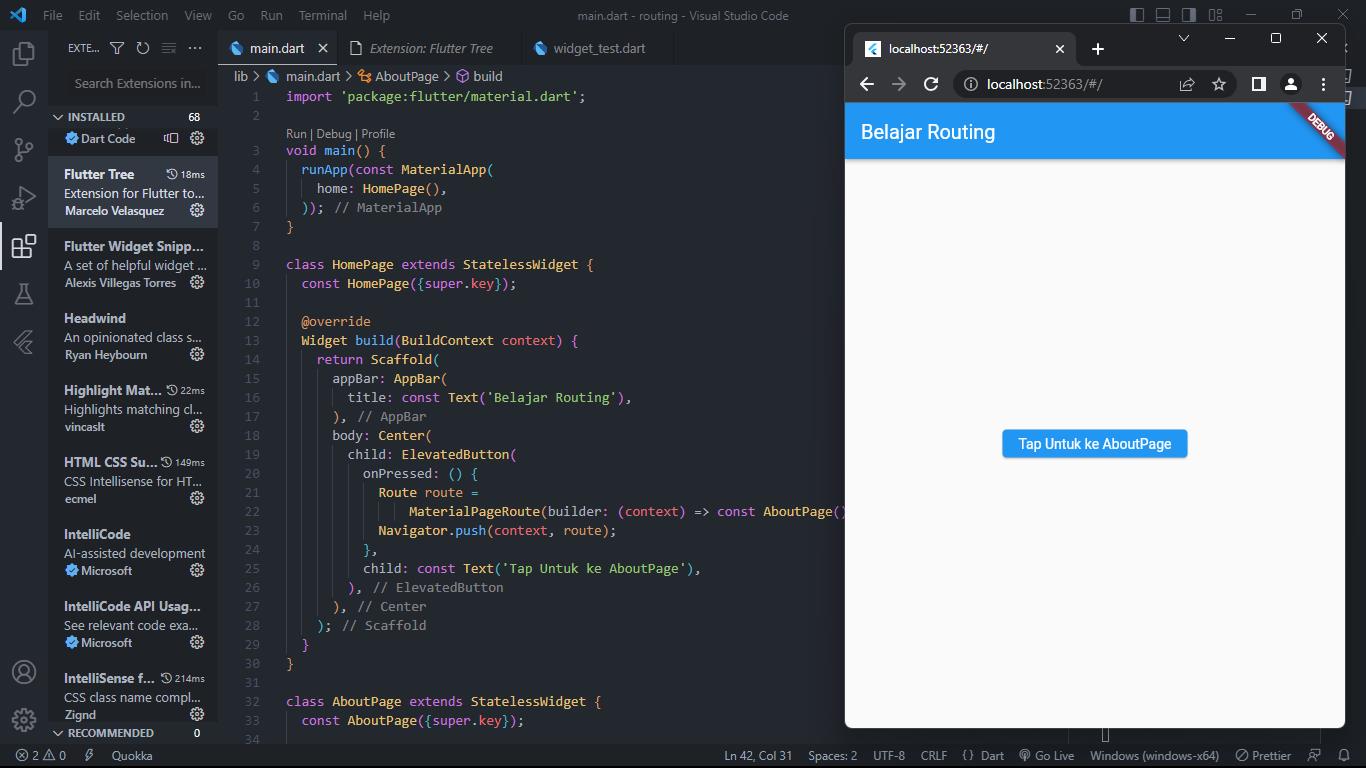 File Edit Selection View Go Run Terminal Help
main.dart - routing - Visual Studio Code
EXTE...
Search Extensions in...
INSTALLED 68
Dart Code
Flutter Tree 18ms
Extension for Flutter to...
Marcelo Velasquez
Flutter Widget Snipp...
A set of helpful widget ...
Alexis Villegas Torres
Headwind
An opinionated class s...
Ryan Heybourn
Highlight Mat... 22ms
Highlights matching cl...
vincaslt
HTML CSS Su... 149ms
CSS Intellisense for HT...
ecmel
IntelliCode
AI-assisted development
Microsoft
IntelliCode API Usag...
See relevant code exa...
Microsoft
IntelliSense f... 214ms
CSS class name compl...
Zignd
RECOMMENDED 0
main.dart
Extension: Flutter Tree
widget_test.dart
lib > main.dart > AboutPage > build
1 import 'package:flutter/material.dart';
2
Run | Debug | Profile
3 void main() {
4 runApp(const MaterialApp(
5 home: HomePage(),
6 )); // MaterialApp
7 }
8
9 class HomePage extends StatelessWidget {
10 const HomePage({super.key});
11
12 @override
13 Widget build(BuildContext context) {
14 return Scaffold(
15 appBar: AppBar(
16 title: const Text('Belajar Routing'),
17 ), // AppBar
18 body: Center(
19 child: ElevatedButton(
20 onPressed: () {
21 Route route =
22 MaterialPageRoute(builder: (context) => const AboutPage()
23 Navigator.push(context, route);
24 },
25 child: const Text('Tap Untuk ke AboutPage'),
26 ), // ElevatedButton
27 ), // Center
28 ); // Scaffold
29 }
30 }
31
32 class AboutPage extends StatelessWidget {
33 const AboutPage({super.key});
34
localhost:52363/#/
localhost:52363/#/
Belajar Routing
DEBUG
Tap Untuk ke AboutPage
2 0 Quokka
Ln 42, Col 31 Spaces: 2 UTF-8 CRLF {} Dart Go Live Windows (windows-x64) Prettier